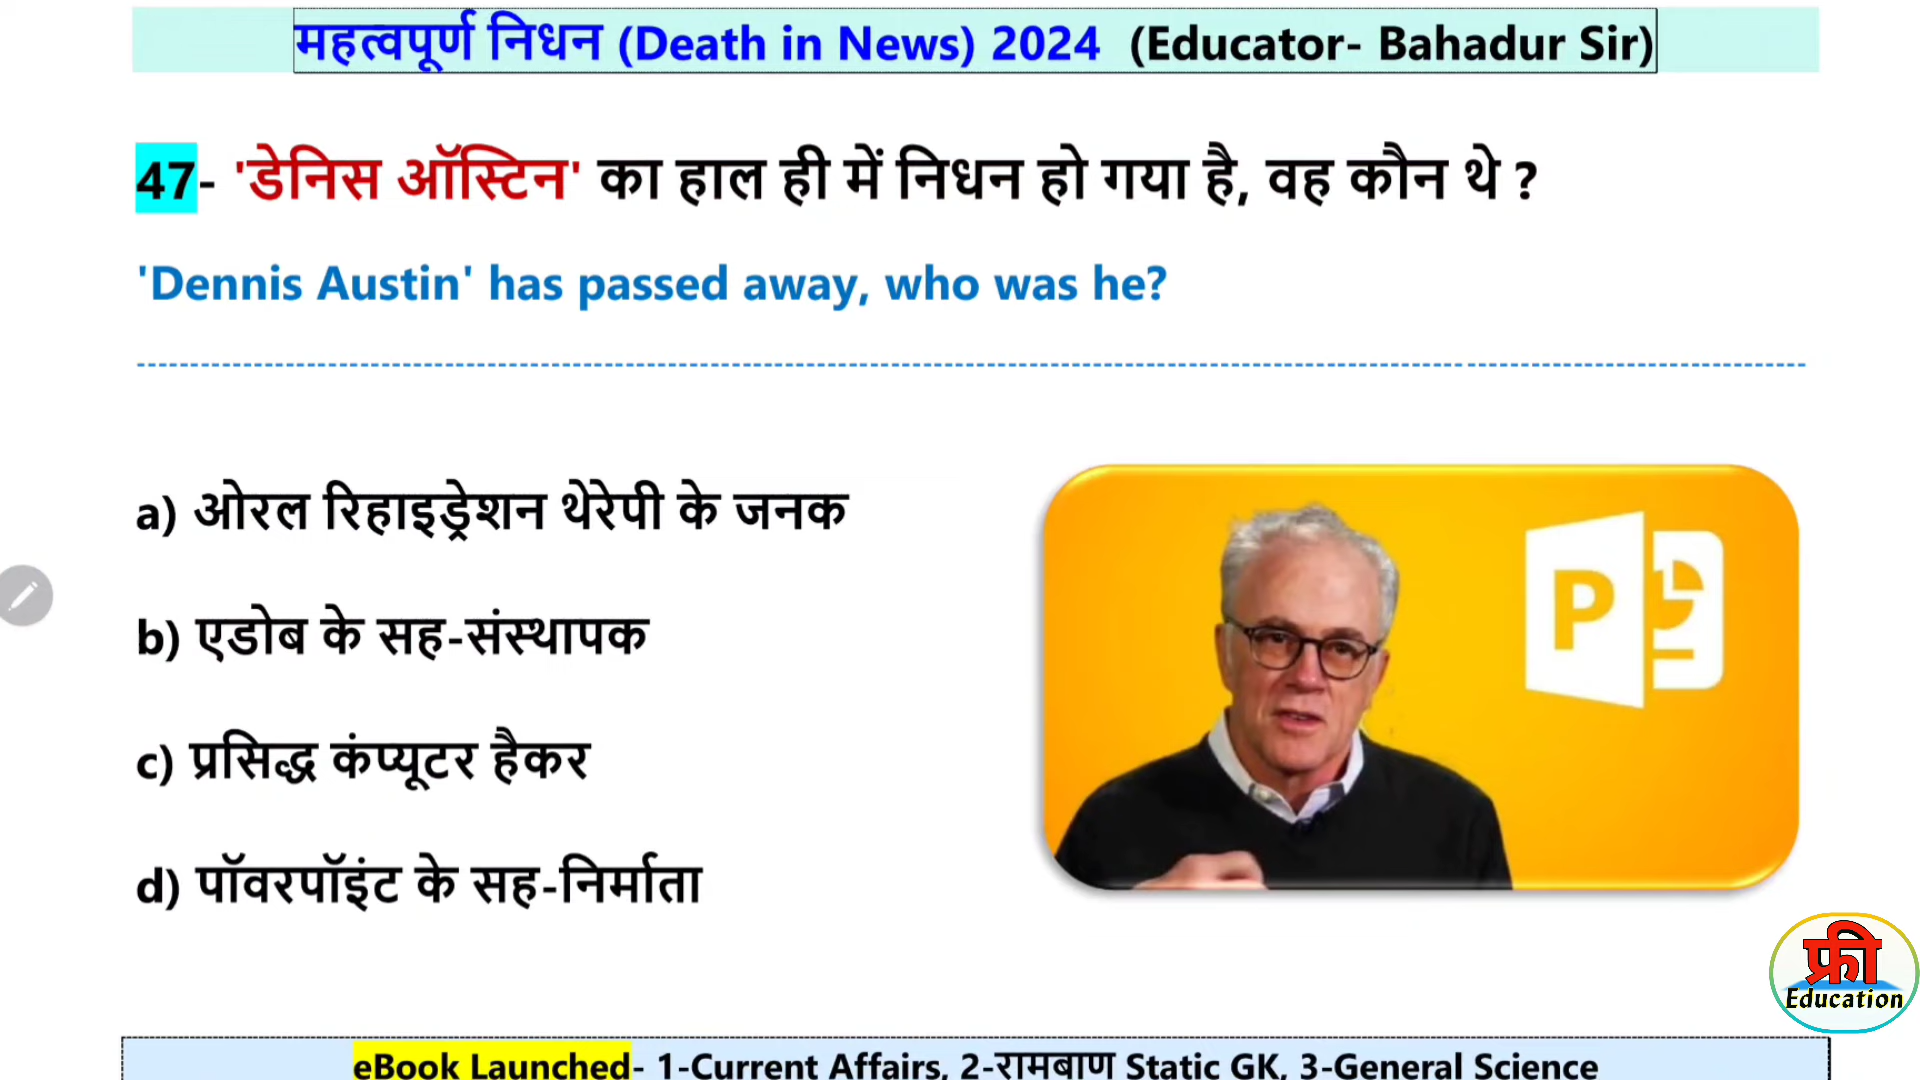 महत्वपूर्ण निधन (Death in News) 2024 (Educator- Bahadur Sir)
47- 'डेनिस ऑस्टिन' का हाल ही में निधन हो गया है, वह कौन थे ?
'Dennis Austin' has passed away, who was he?
a) ओरल रिहाइड्रेशन थेरेपी के जनक
b) एडोब के सह-संस्थापक
c) प्रसिद्ध कंप्यूटर हैकर
d) पॉवरपॉइंट के सह-निर्माता
P
फ्री
Education
eBook Launched- 1-Current Affairs, 2-रामबाण Static GK, 3-General Science